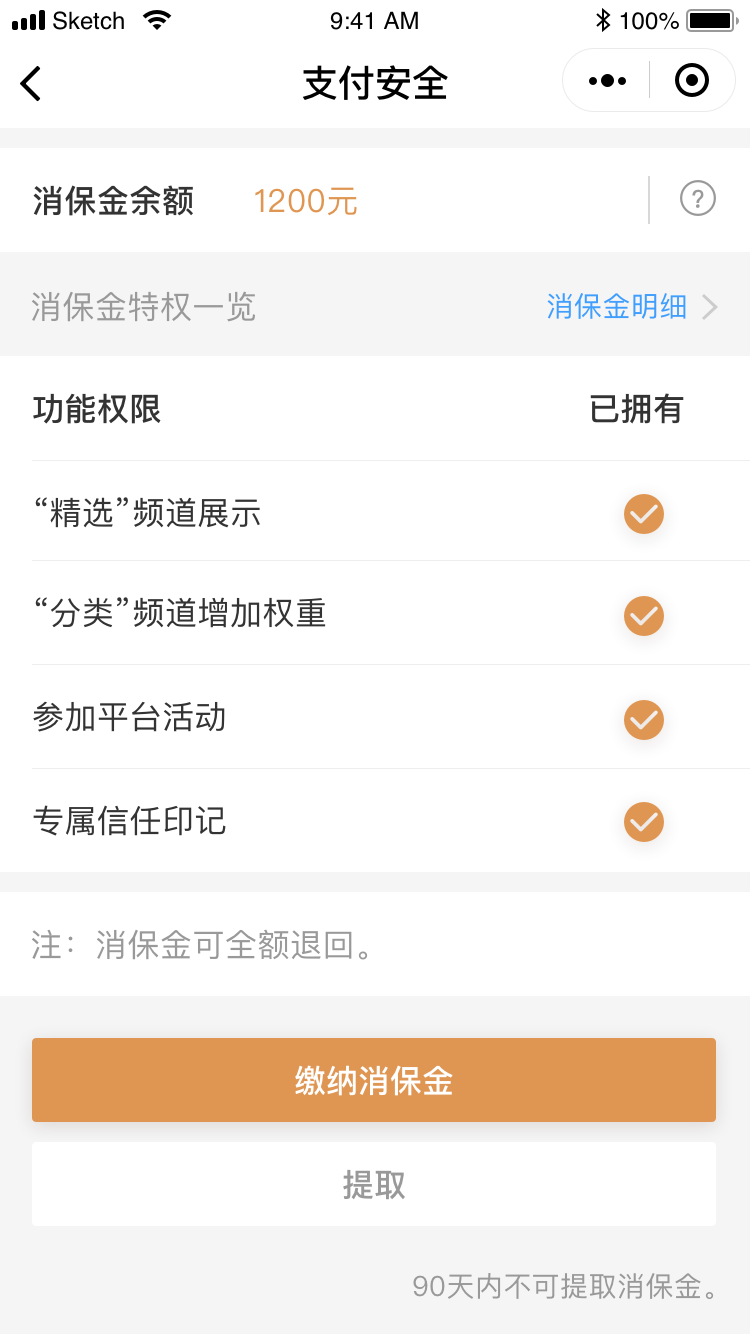 Sketch 9:41 AM 100%
支付安全
消保金余额 1200元 ?
消保金特权一览 消保金明细
功能权限 已拥有
“精选”频道展示
“分类”频道增加权重
参加平台活动
专属信任印记
注：消保金可全额退回。
缴纳消保金
提取
90天内不可提取消保金。